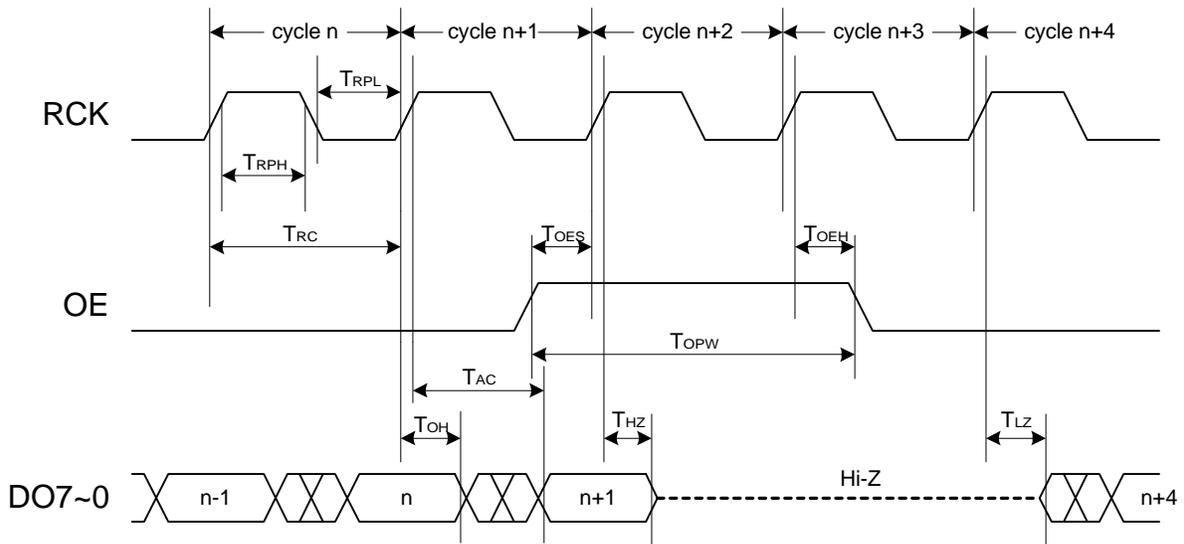 cycle n
cycle n+1
cycle n+2
cycle n+3
cycle n+4
TRPL
RCK
TRPH
TRC
TOES
TOEH
OE
TOPW
TAC
TOH
THZ
TLZ
DO7~0
n-1
n
n+1
Hi-Z
n+4